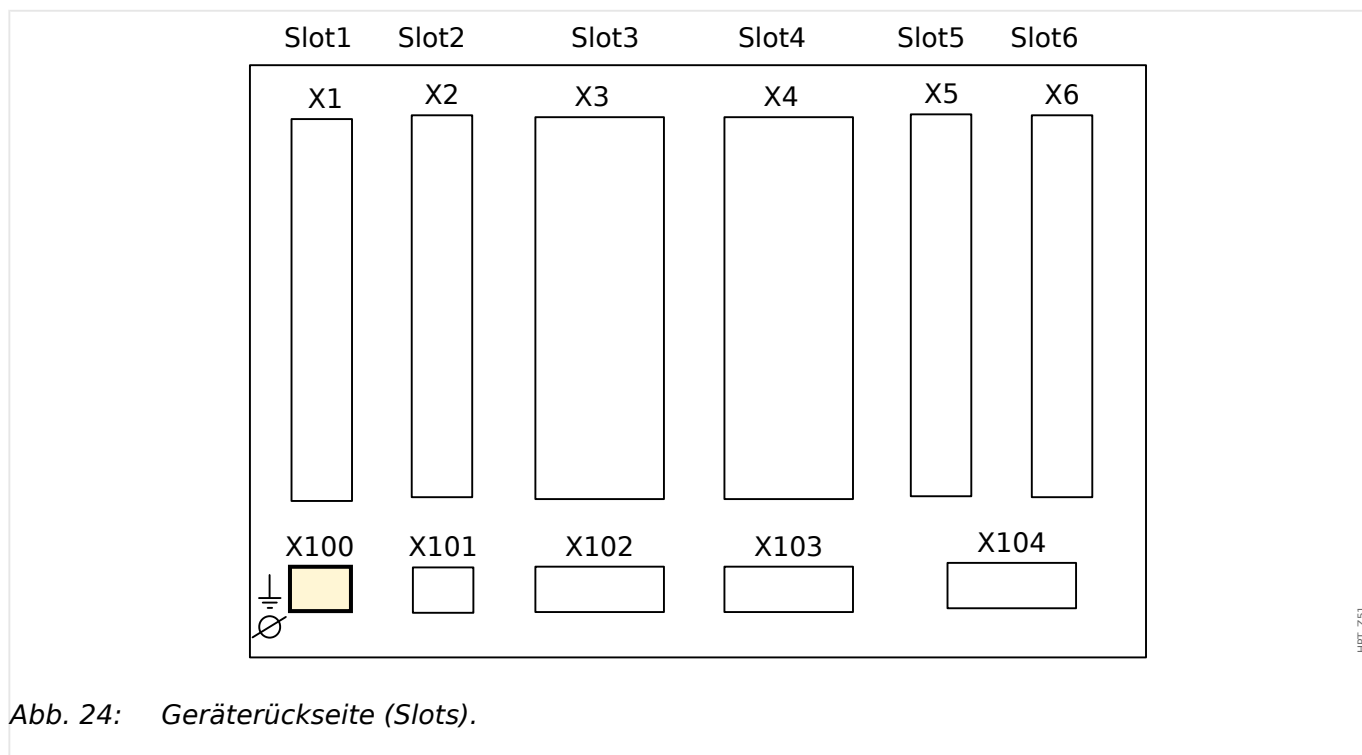 Slot1 Slot2 Slot3 Slot4 Slot5 Slot6
X1 X2 X3 X4 X5 X6
X100 X101 X102 X103 X104
Abb. 24: Geräterückseite (Slots).